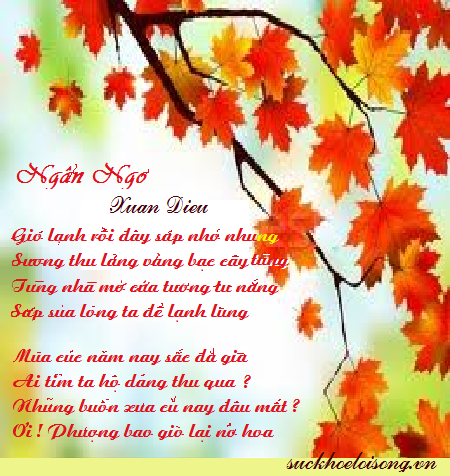 Ngẩn Ngơ
Xuan Dieu
Gió lạnh rồi đây sắp nhớ nhung
Sương thu lảng vảng bạc cây tùng
Từng nhà mở cửa tương tư nắng
Sắp sửa lòng ta để lạnh lùng
Mùa cúc năm nay sắc đã già
Ai tìm ta hộ dáng thu qua ?
Những buồn xưa cũ nay đâu mất ?
Ơi ! Phượng bao giờ lại nở hoa
suckhoeloisong.vn